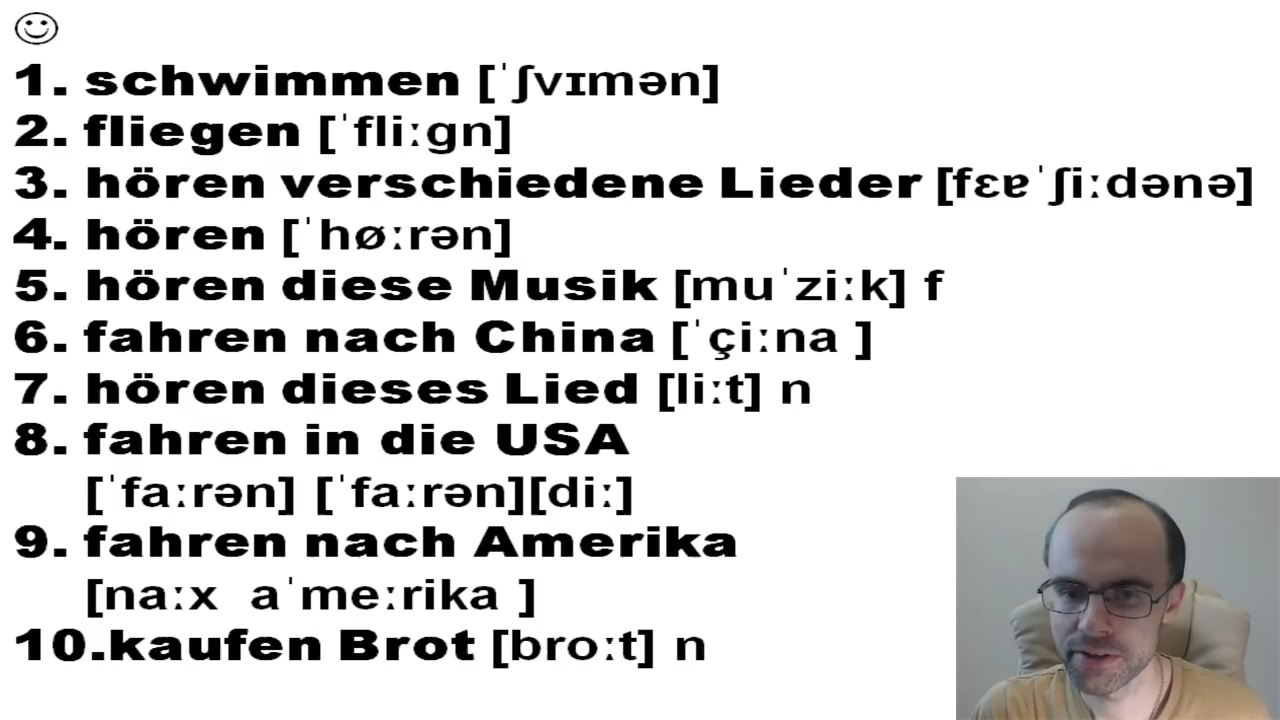 1. schwimmen [ˈʃvɪmən]
2. fliegen [ˈfliːgn]
3. hören verschiedene Lieder [fɛɐˈʃiːdənə]
4. hören [ˈhøːrən]
5. hören diese Musik [muˈziːk] f
6. fahren nach China [ˈçiːna ]
7. hören dieses Lied [liːt] n
8. fahren in die USA
[ˈfaːrən] [ˈfaːrən][diː]
9. fahren nach Amerika
[naːx  aˈmeːrika ]
10.kaufen Brot [broːt] n